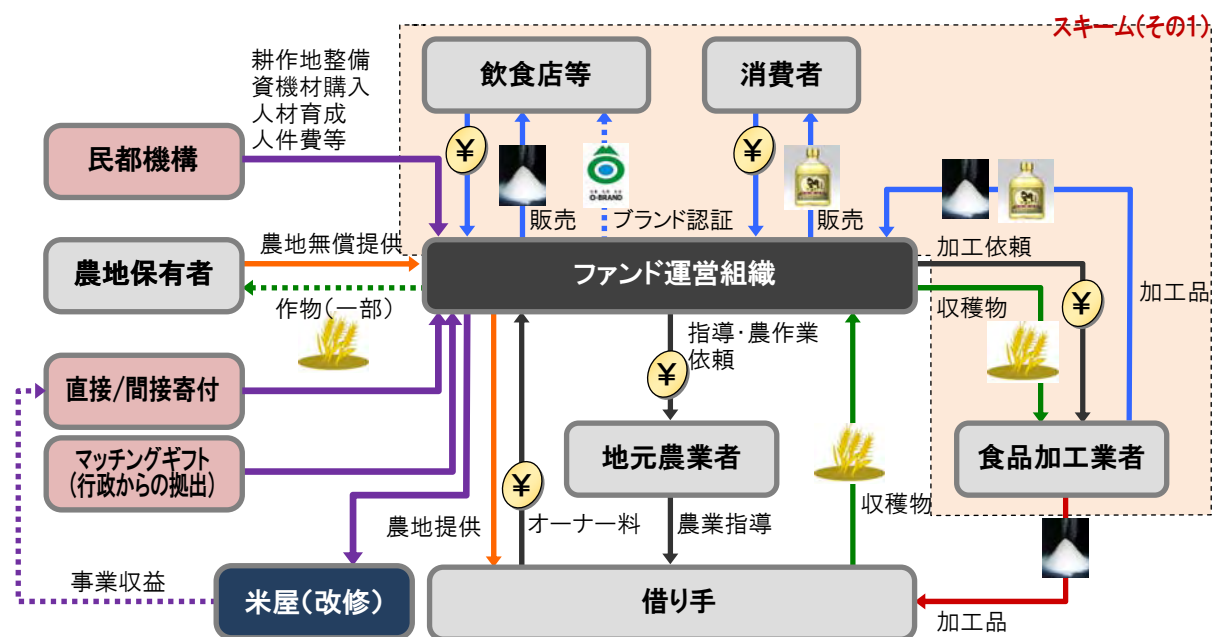 スキーム(その1)
耕作地整備
資機材購入
人材育成
人件費等
飲食店等
消費者
民都機構
¥
¥
O-BRAND
販売
ブランド認証
販売
加工依頼
農地無償提供
農地保有者
ファンド運営組織
加工品
作物(一部)
収穫物
¥
指導・農作業
依頼
¥
直接/間接寄付
地元農業者
食品加工業者
マッチングギフト
(行政からの拠出)
¥
収穫物
農地提供
オーナー料
農業指導
事業収益
米屋(改修)
借り手
加工品